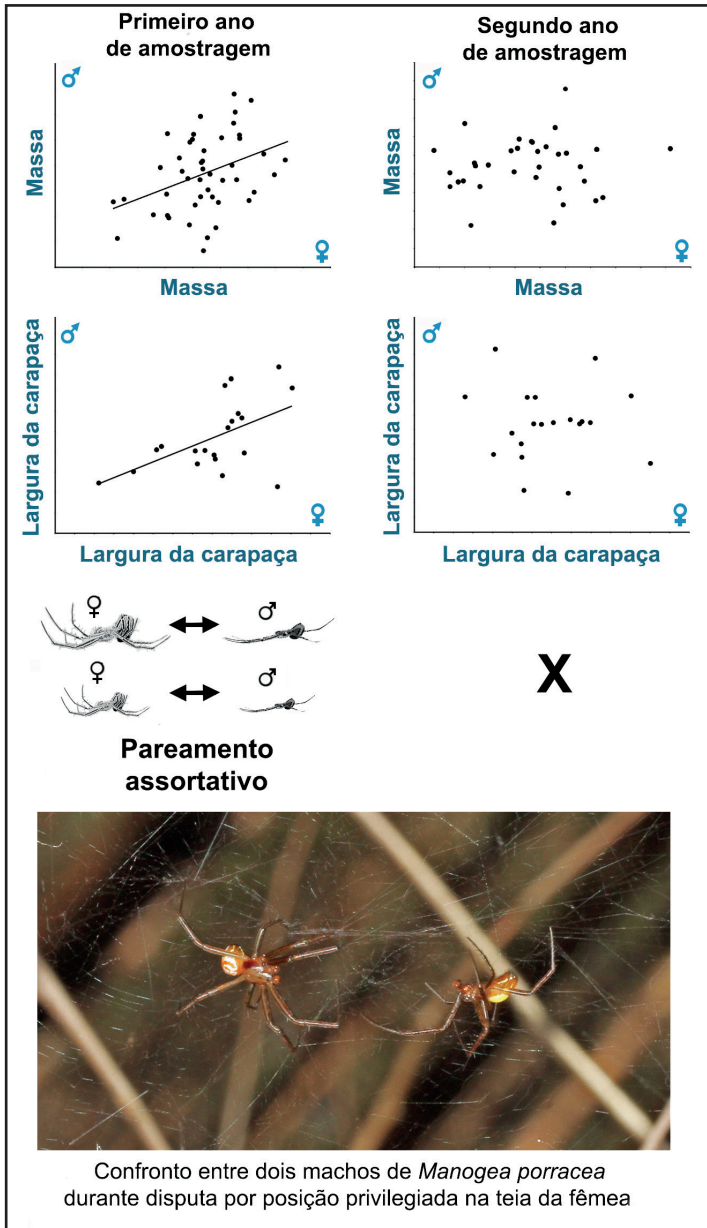 Primeiro ano
de amostragem
Segundo ano
de amostragem
♂
Massa
♀
Massa
♂
Massa
♀
Massa
♂
Largura da carapaça
♀
Largura da carapaça
♂
Largura da carapaça
♀
Largura da carapaça
♀
♂
♀
♂
X
Pareamento
assortativo
Confronto entre dois machos de Manogea porracea
durante disputa por posição privilegiada na teia da fêmea